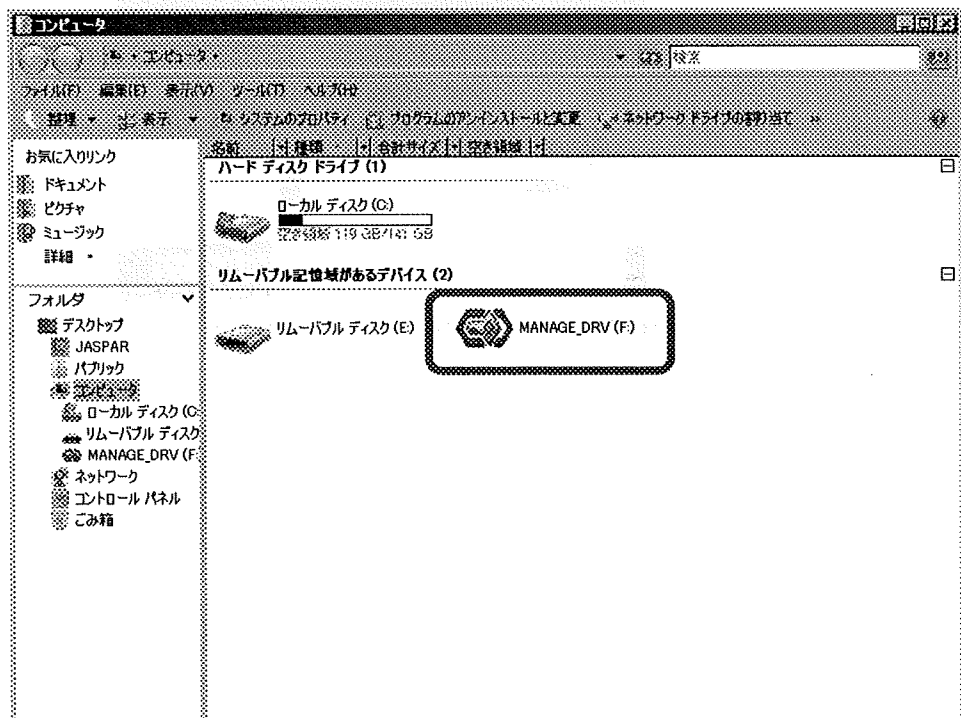 コンピュータ
コンピュータ
検索
ファイル(F) 編集(E) 表示(V) ツール(T) ヘルプ(H)
整理 表示 システムのプロパティ プログラムのアンインストールと変更 ネットワーク ドライブの割り当て »
名前 種類 合計サイズ 空き領域
お気に入りリンク
ドキュメント
ピクチャ
ミュージック
詳細
フォルダ
デスクトップ
JASPAR
パブリック
コンピュータ
ローカル ディスク (C:
リムーバブル ディスク
MANAGE_DRV (F:
ネットワーク
コントロール パネル
ごみ箱
ハード ディスク ドライブ (1)
ローカル ディスク (C:)
空き領域 119 GB/141 GB
リムーバブル記憶域があるデバイス (2)
リムーバブル ディスク (E:)
MANAGE_DRV (F:)